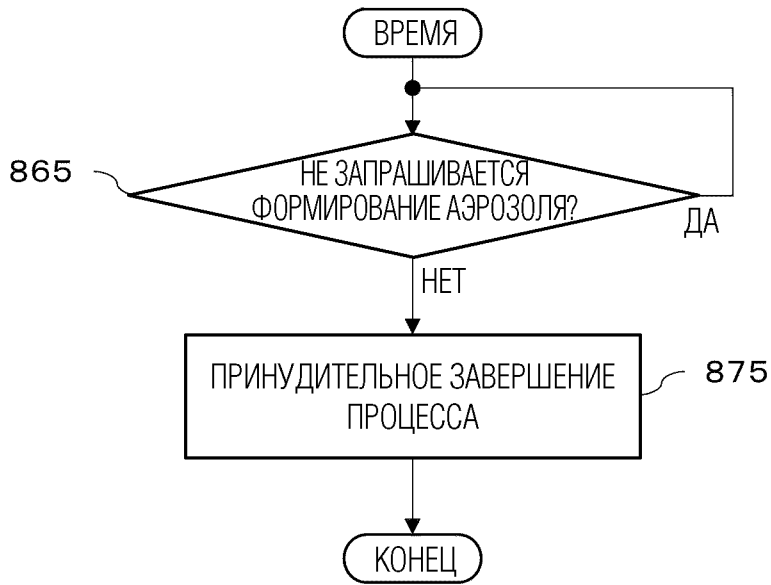 ВРЕМЯ
865
НЕ ЗАПРАШИВАЕТСЯ
ФОРМИРОВАНИЕ АЭРОЗОЛЯ?
ДА
НЕТ
ПРИНУДИТЕЛЬНОЕ ЗАВЕРШЕНИЕ
ПРОЦЕССА
875
КОНЕЦ